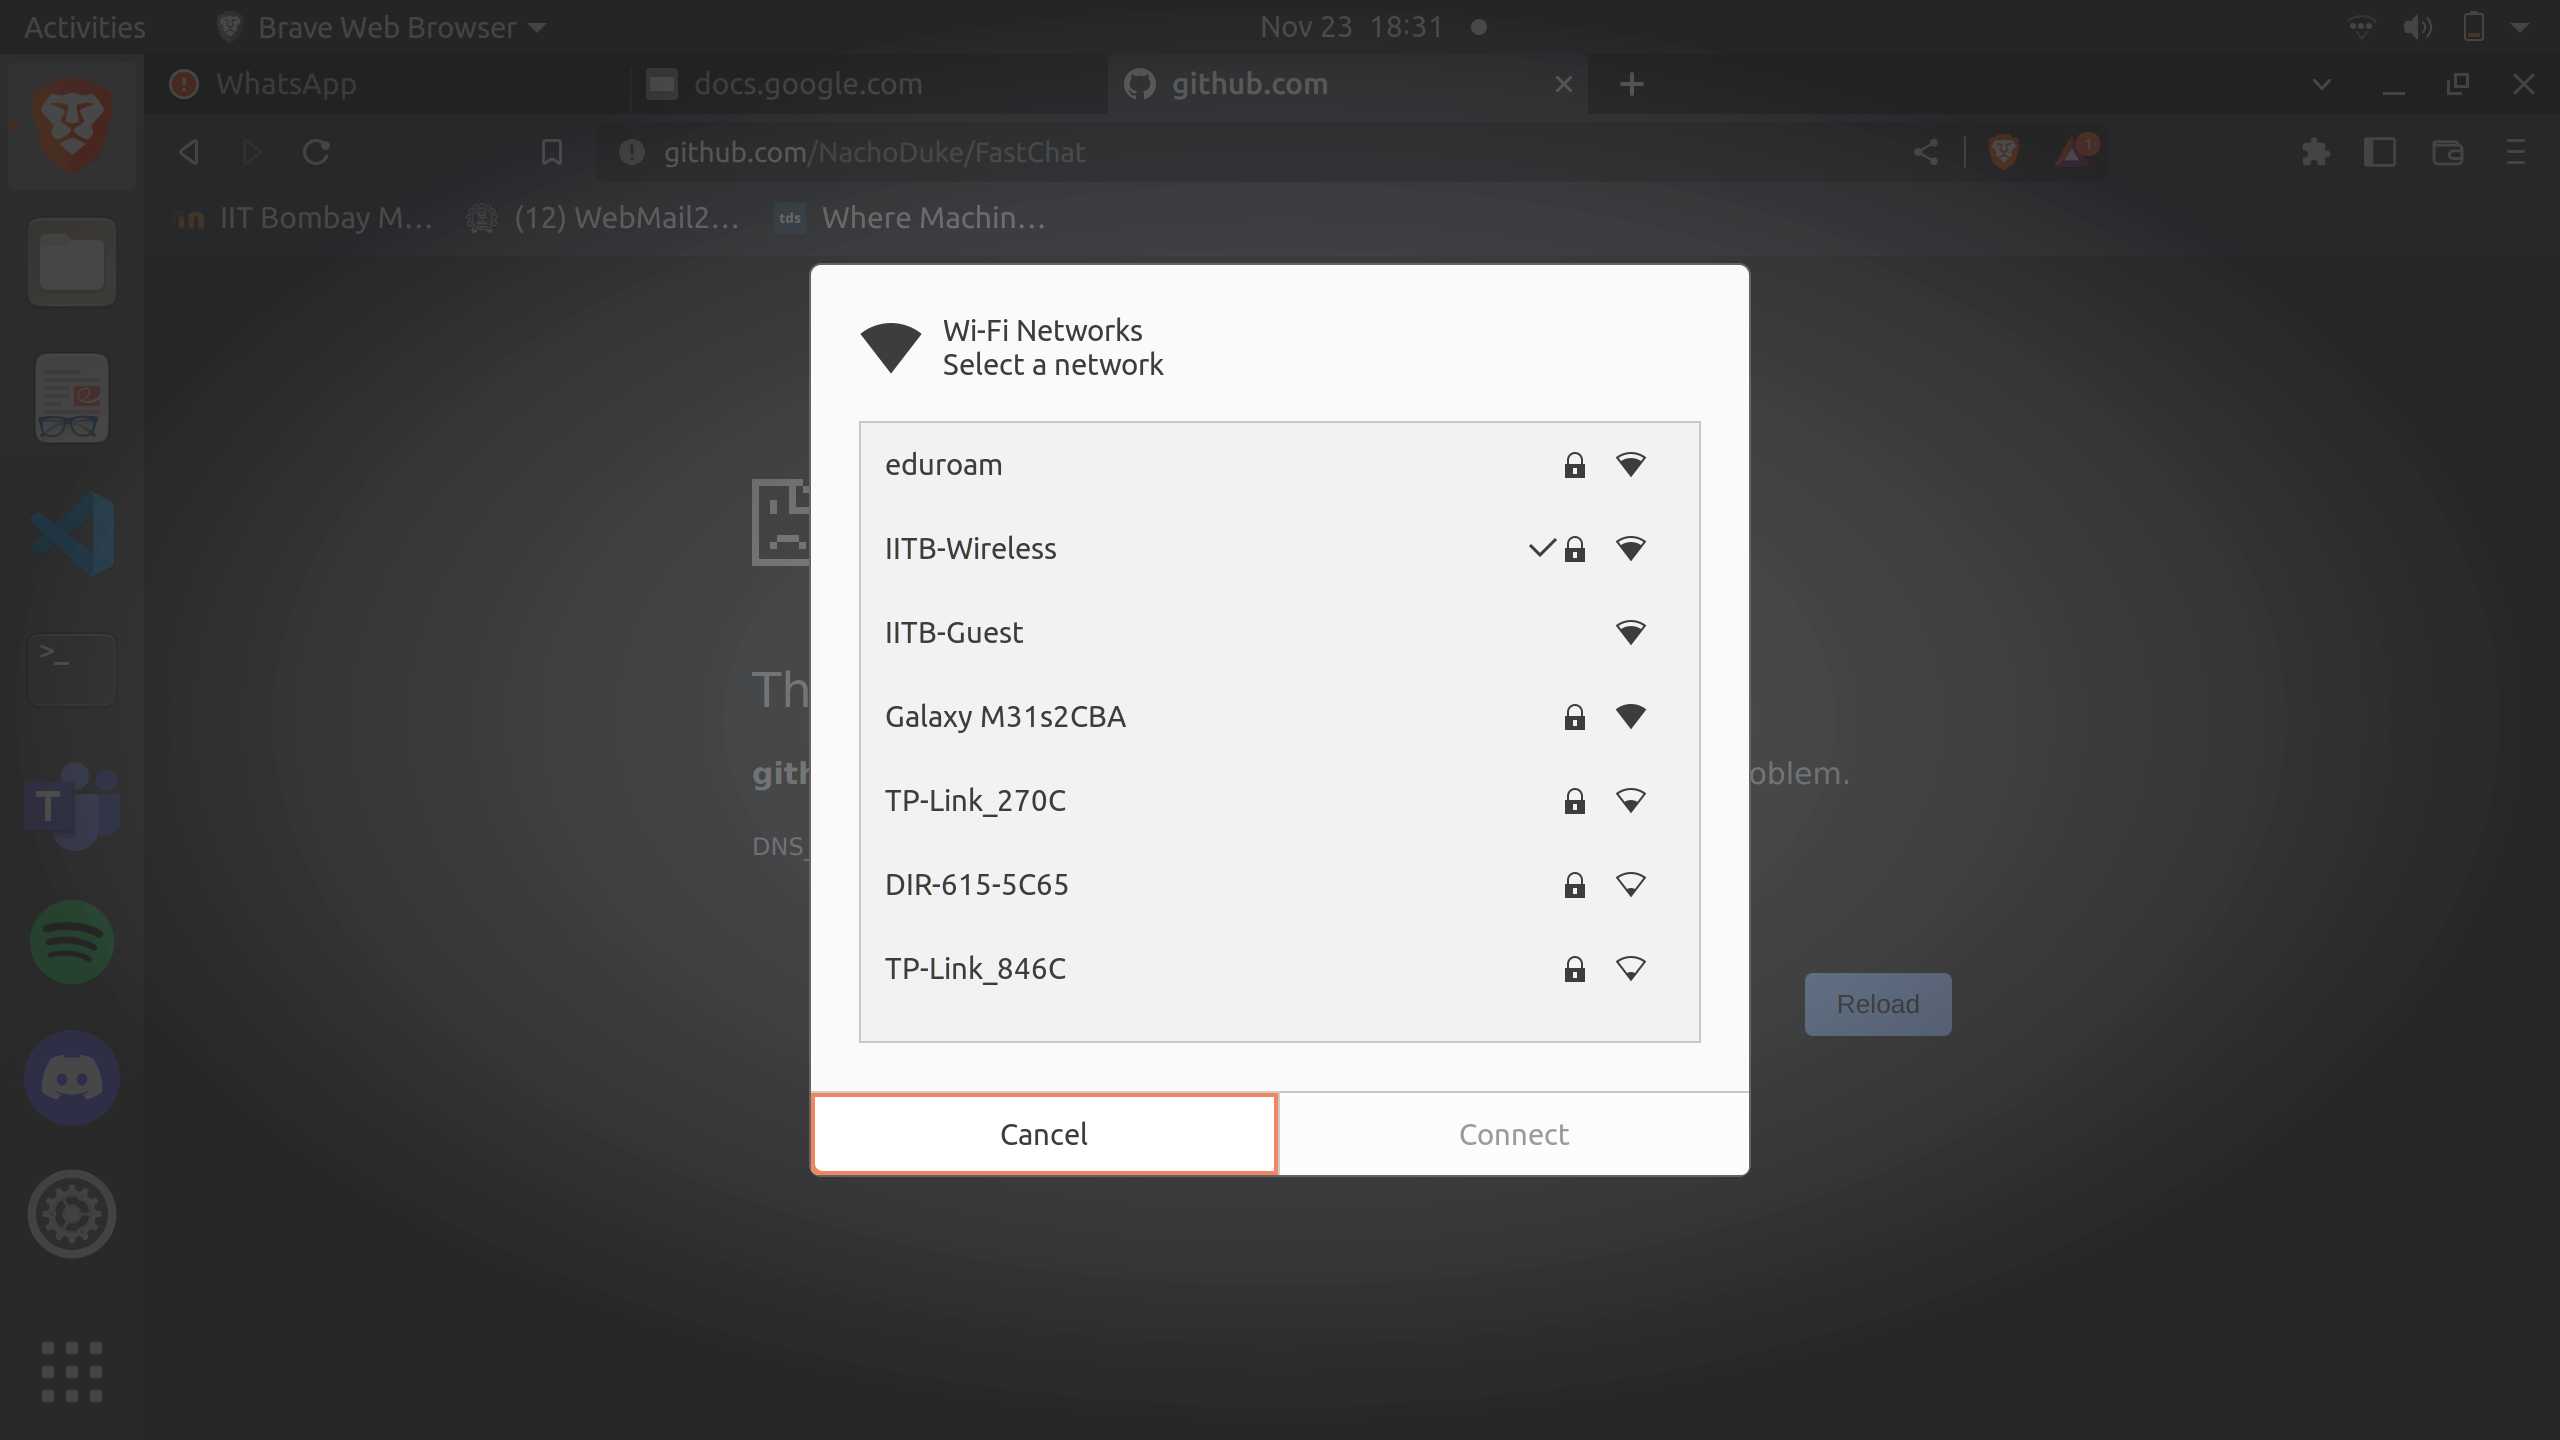 Activities
Brave Web Browser
Nov 23 18:31
WhatsApp
docs.google.com
github.com
github.com/NachoDuke/FastChat
1
IIT Bombay M...
(12) WebMail2...
tds
Where Machin...
Wi-Fi Networks
Select a network
eduroam
IITB-Wireless
IITB-Guest
Galaxy M31s2CBA
TP-Link_270C
DIR-615-5C65
TP-Link_846C
Cancel
Connect
Th
gith
oblem.
DNS_
Reload
>_
T